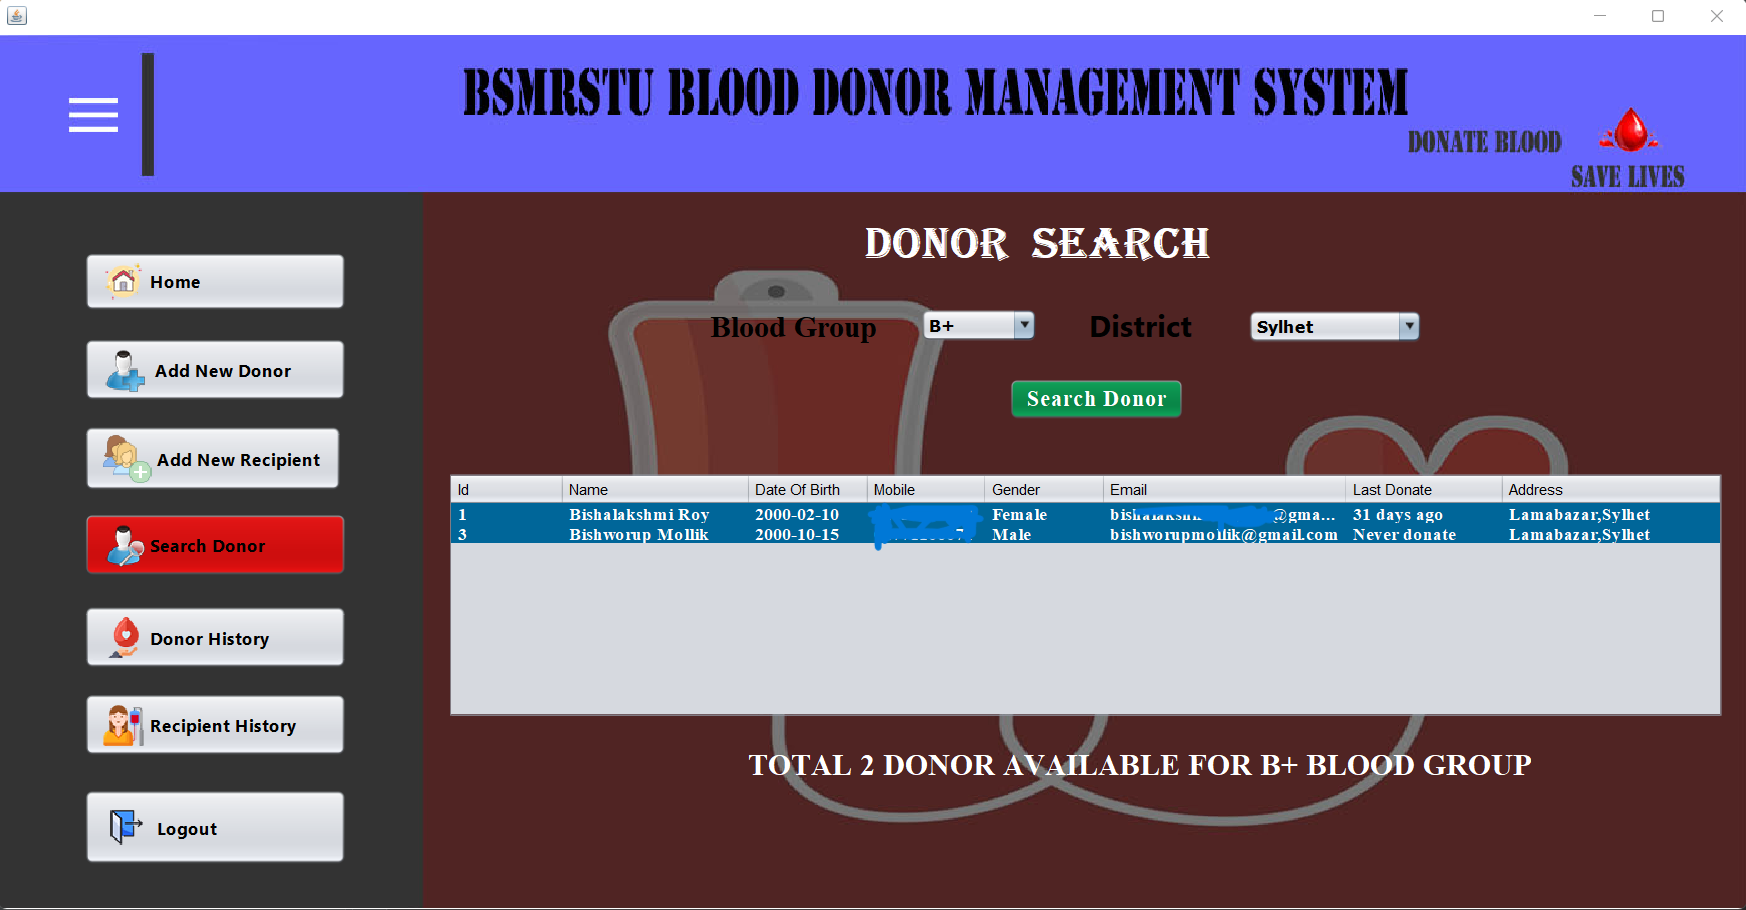 BSMRSTU BLOOD DONOR MANAGEMENT SYSTEM
DONATE BLOOD
SAVE LIVES
Home
Add New Donor
Add New Recipient
Search Donor
Donor History
Recipient History
Logout
DONOR SEARCH
Blood Group B+ District Sylhet
Search Donor
Id Name Date Of Birth Mobile Gender Email Last Donate Address
1 Bishalakshmi Roy 2000-02-10 Female @gma... 31 days ago Lamabazar,Sylhet
3 Bishworup Mollik 2000-10-15 Male bishworupmollik@gmail.com Never donate Lamabazar,Sylhet
TOTAL 2 DONOR AVAILABLE FOR B+ BLOOD GROUP